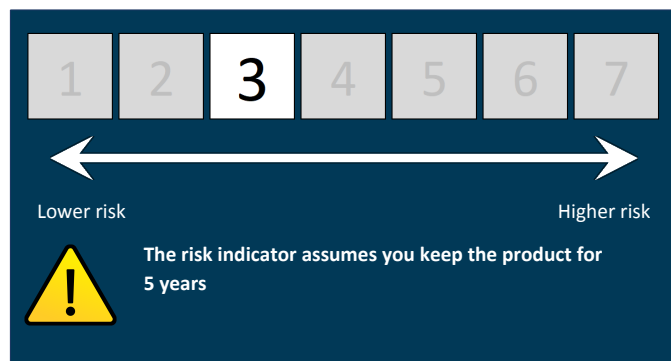 1 2 3 4 5 6 7
Lower risk Higher risk
The risk indicator assumes you keep the product for
5 years